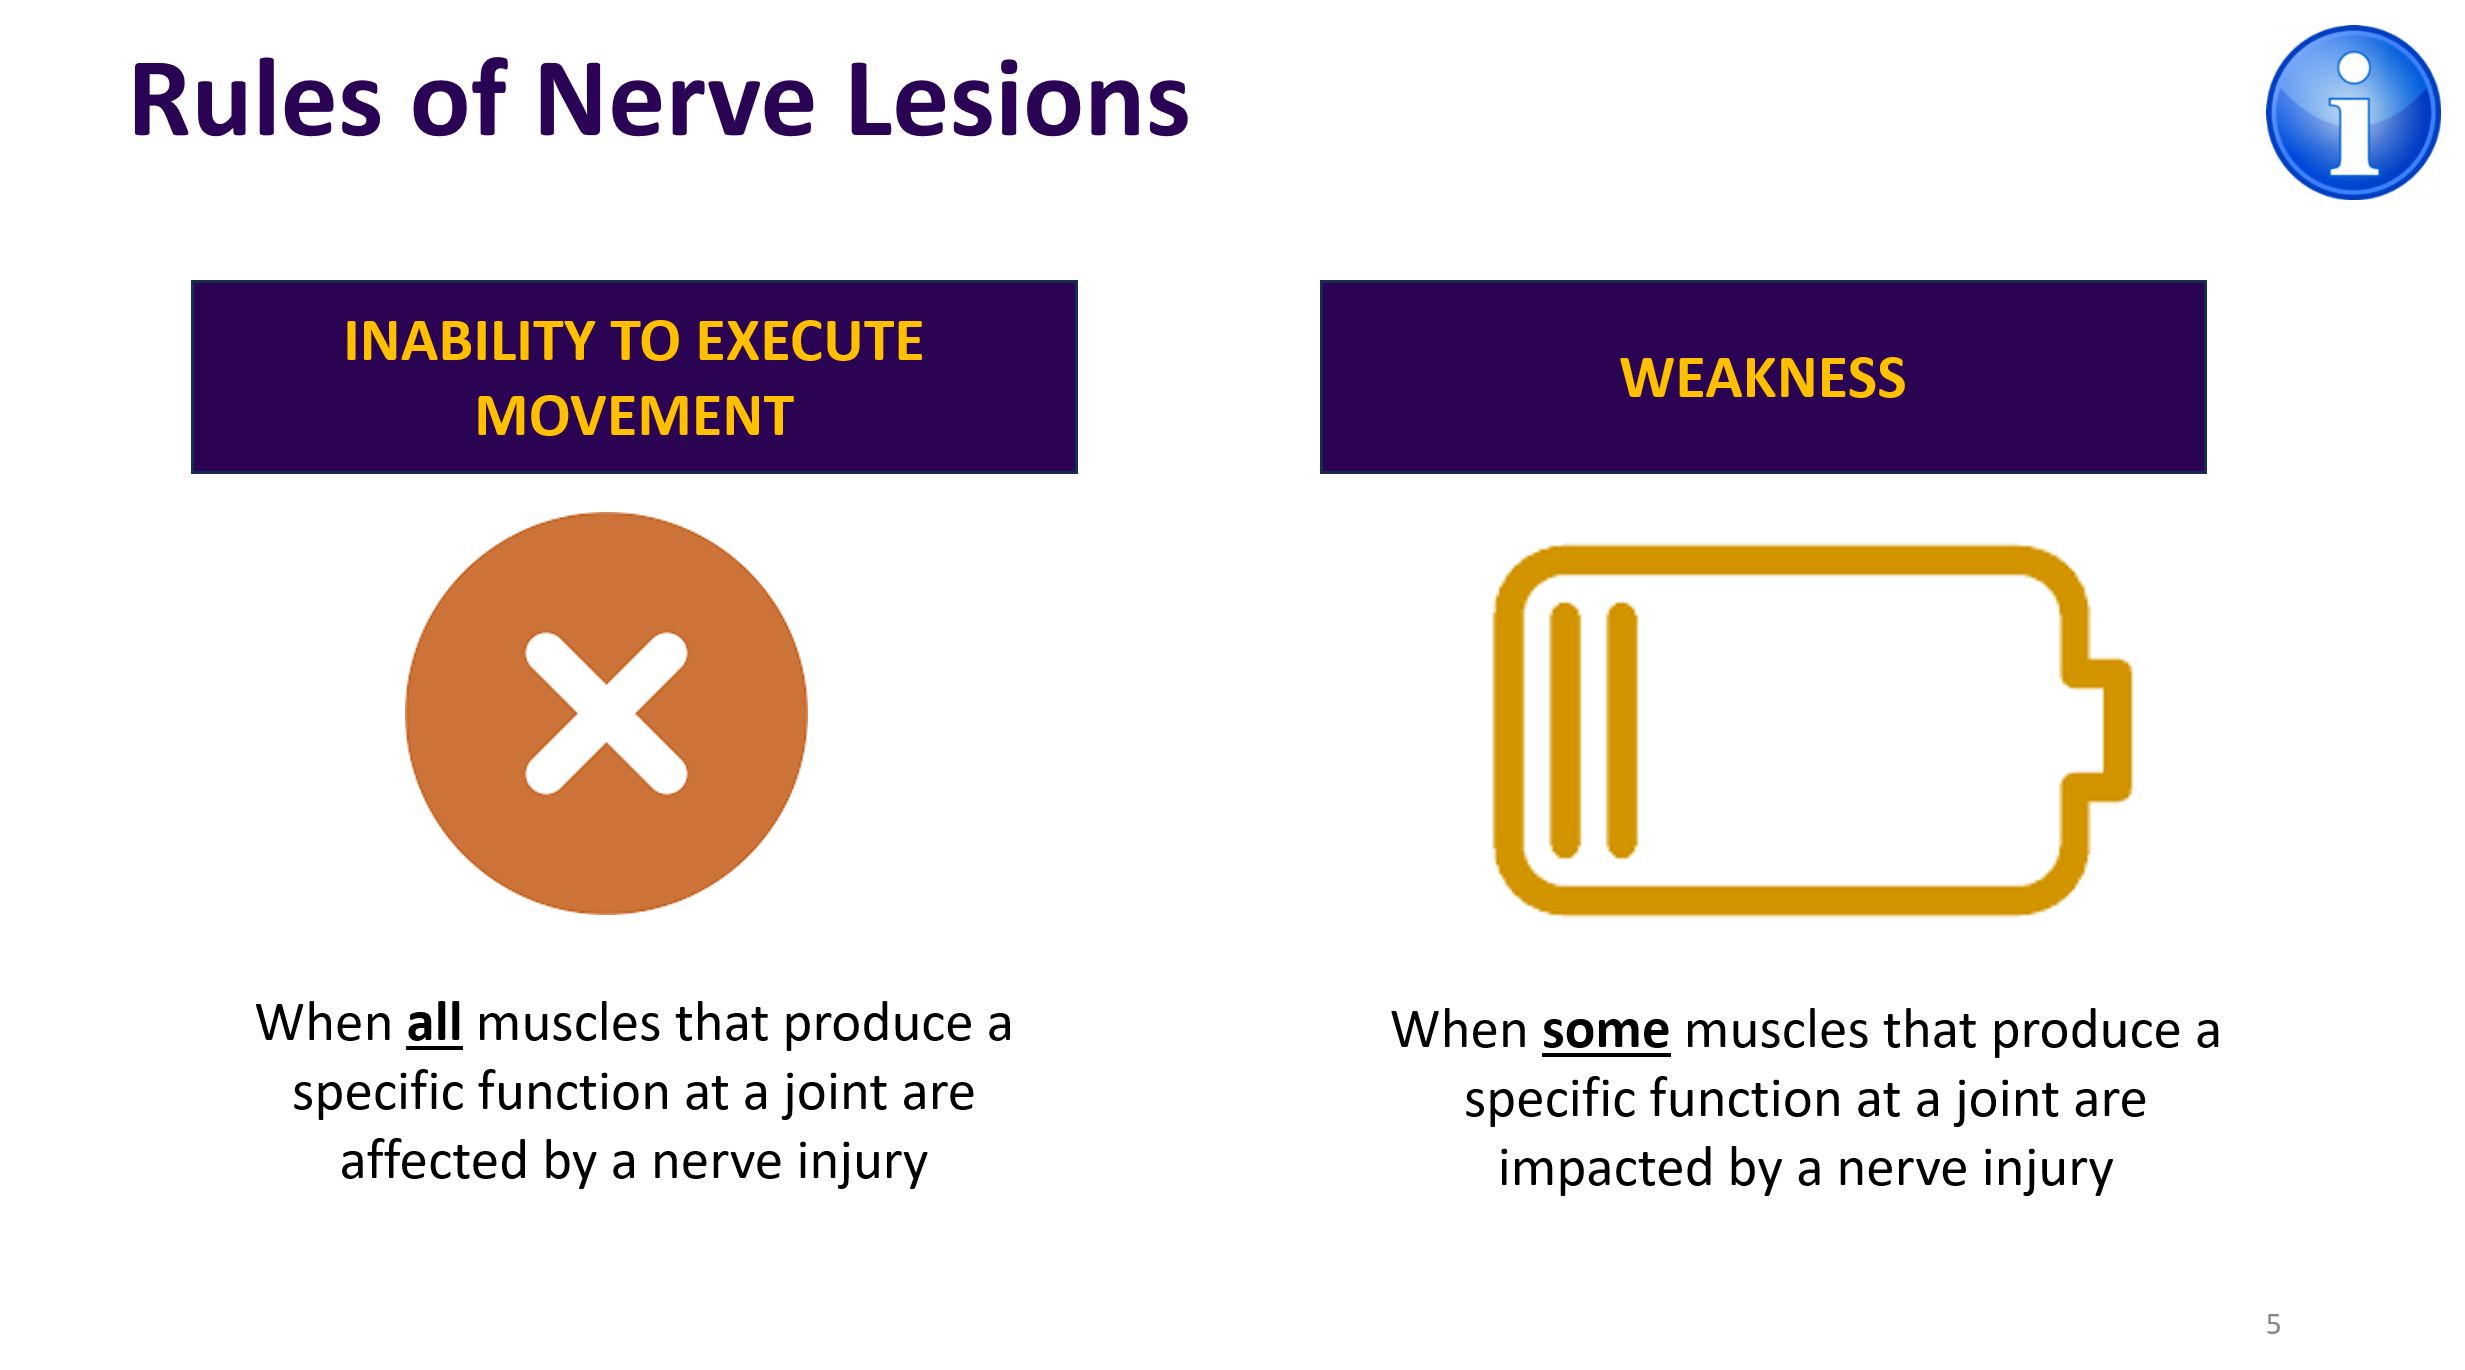 Rules of Nerve Lesions
INABILITY TO EXECUTE
MOVEMENT
When all muscles that produce a
specific function at a joint are
affected by a nerve injury
WEAKNESS
When some muscles that produce a
specific function at a joint are
impacted by a nerve injury
5